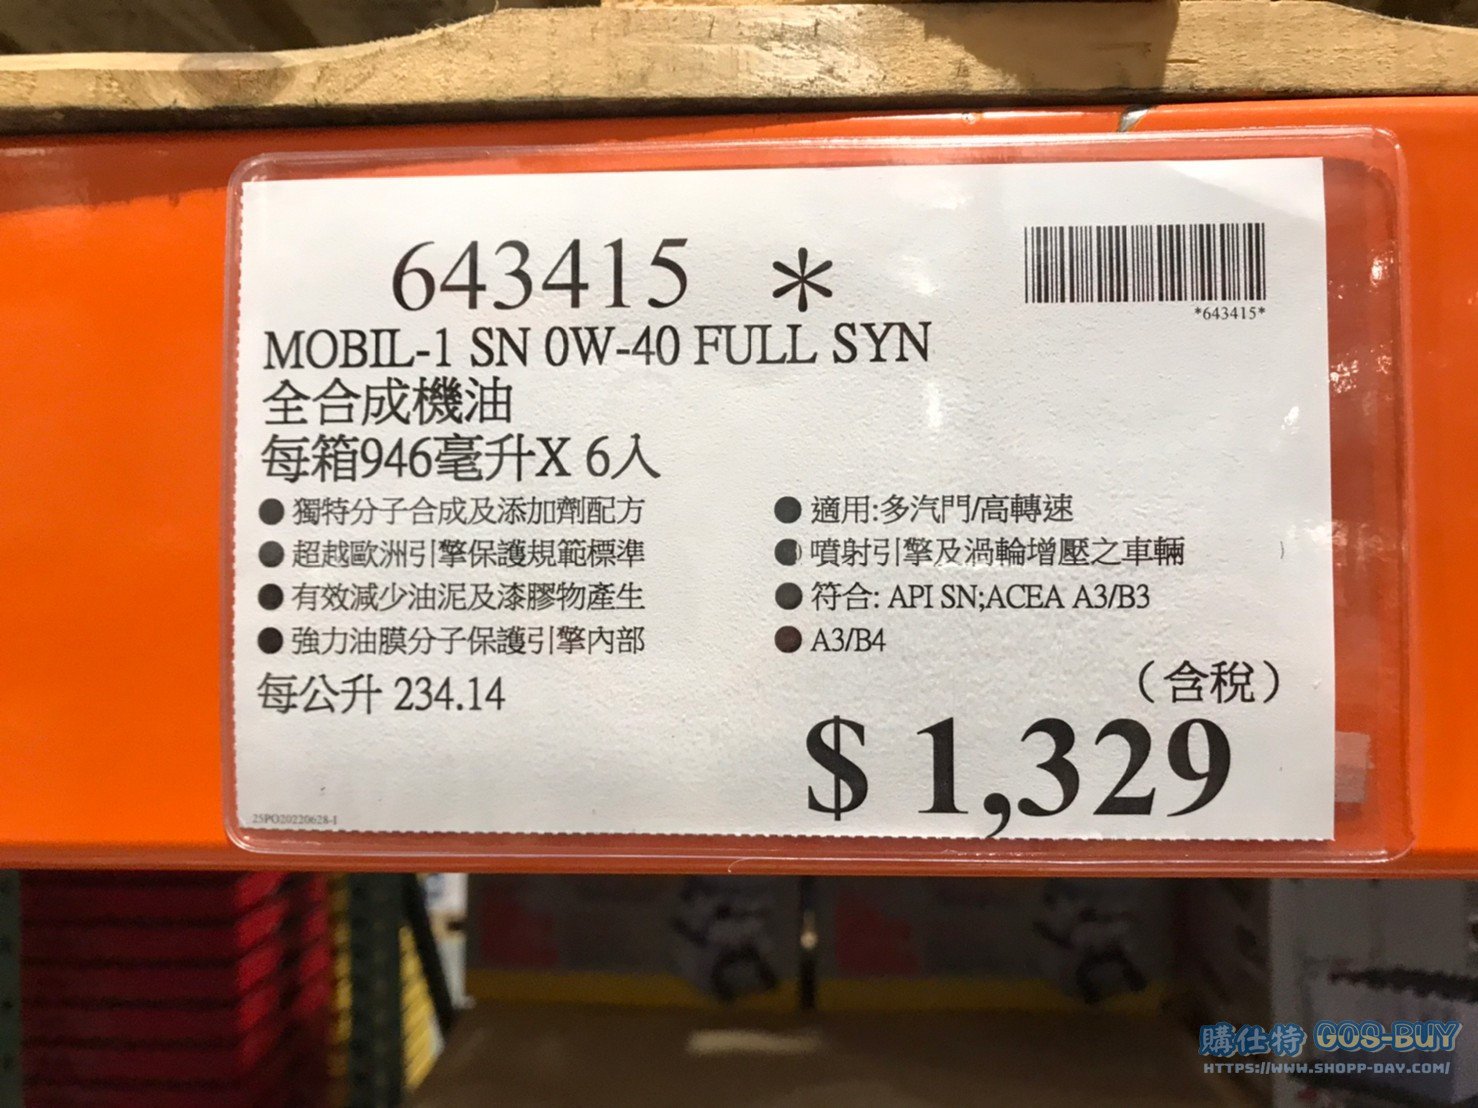 643415 *
*643415*
MOBIL-1 SN 0W-40 FULL SYN
全合成機油
每箱946毫升X 6入
● 獨特分子合成及添加劑配方
● 超越歐洲引擎保護規範標準
● 有效減少油泥及漆膠物產生
● 強力油膜分子保護引擎內部
● 適用:多汽門/高轉速
● 噴射引擎及渦輪增壓之車輛
● 符合: API SN;ACEA A3/B3
● A3/B4
每公升 234.14
（含稅）
$ 1,329
25PO20220628-1
購仕特 GOS-BUY
HTTPS://WWW.SHOPP-DAY.COM/